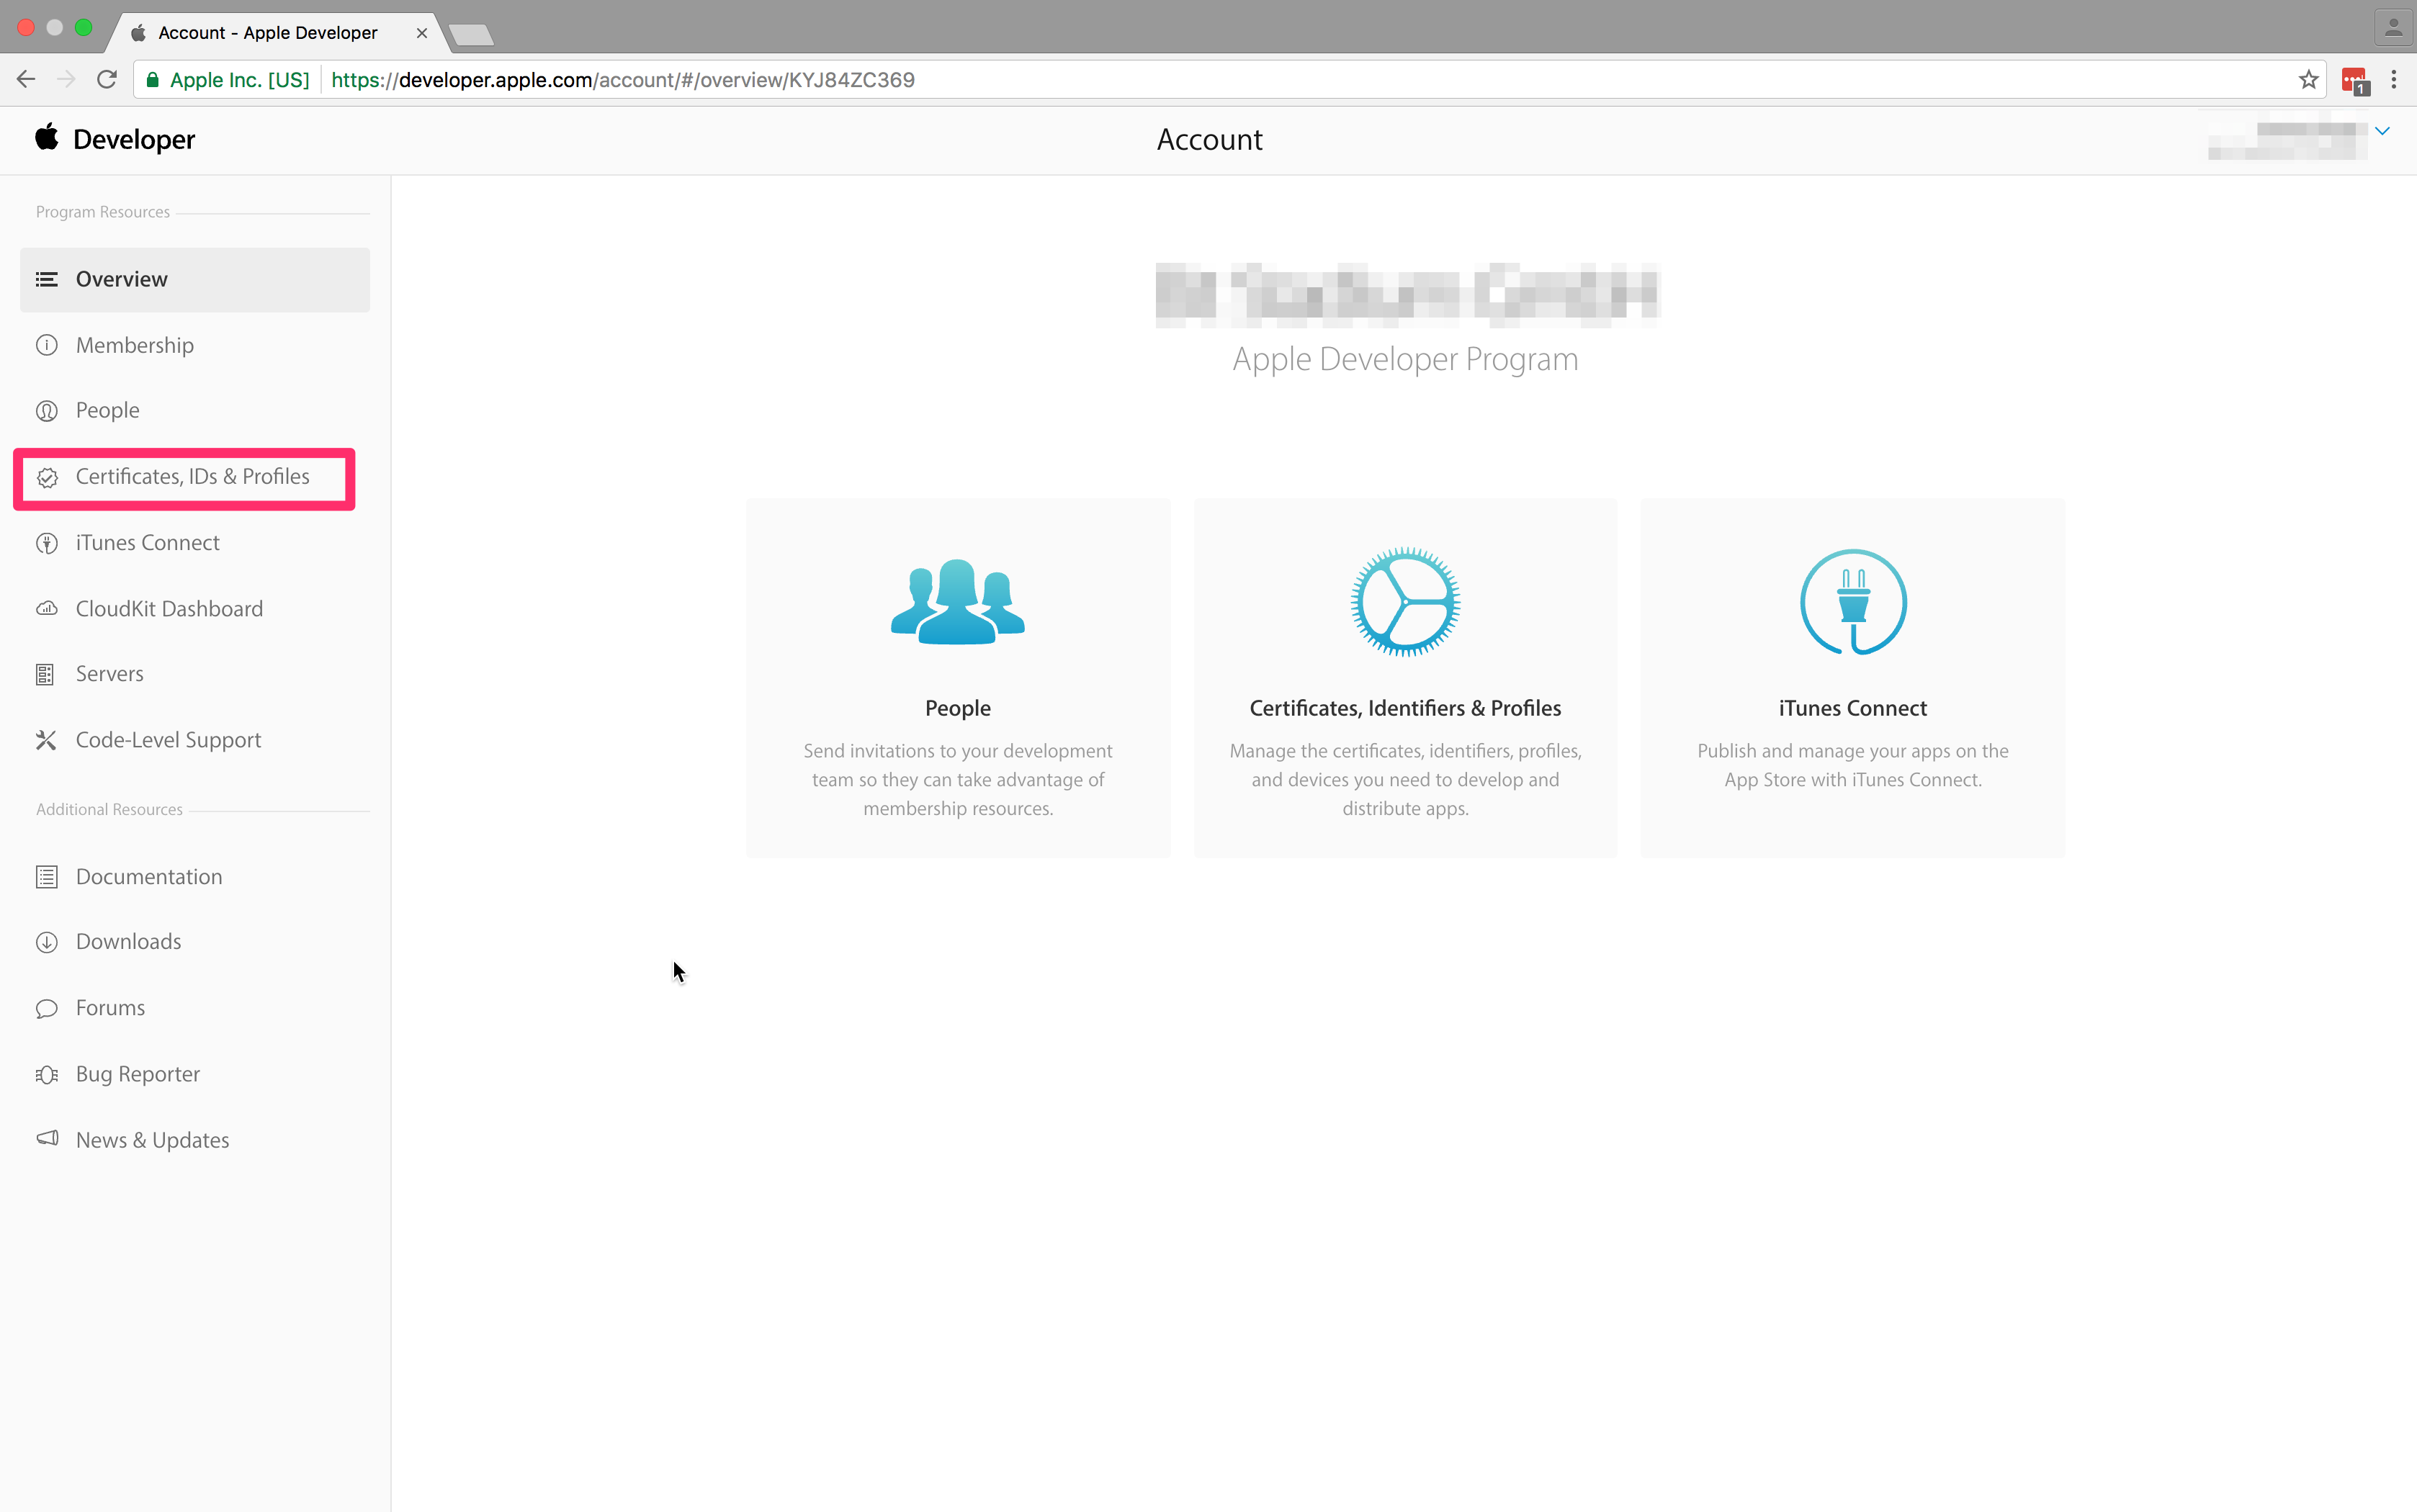 Account - Apple Developer
Apple Inc. [US] https://developer.apple.com/account/#/overview/KYJ84ZC369
1
Developer
Account
Program Resources
Overview
Membership
People
Certificates, IDs & Profiles
iTunes Connect
CloudKit Dashboard
Servers
Code-Level Support
Additional Resources
Documentation
Downloads
Forums
Bug Reporter
News & Updates
Apple Developer Program
People
Send invitations to your development
team so they can take advantage of
membership resources.
Certificates, Identifiers & Profiles
Manage the certificates, identifiers, profiles,
and devices you need to develop and
distribute apps.
iTunes Connect
Publish and manage your apps on the
App Store with iTunes Connect.